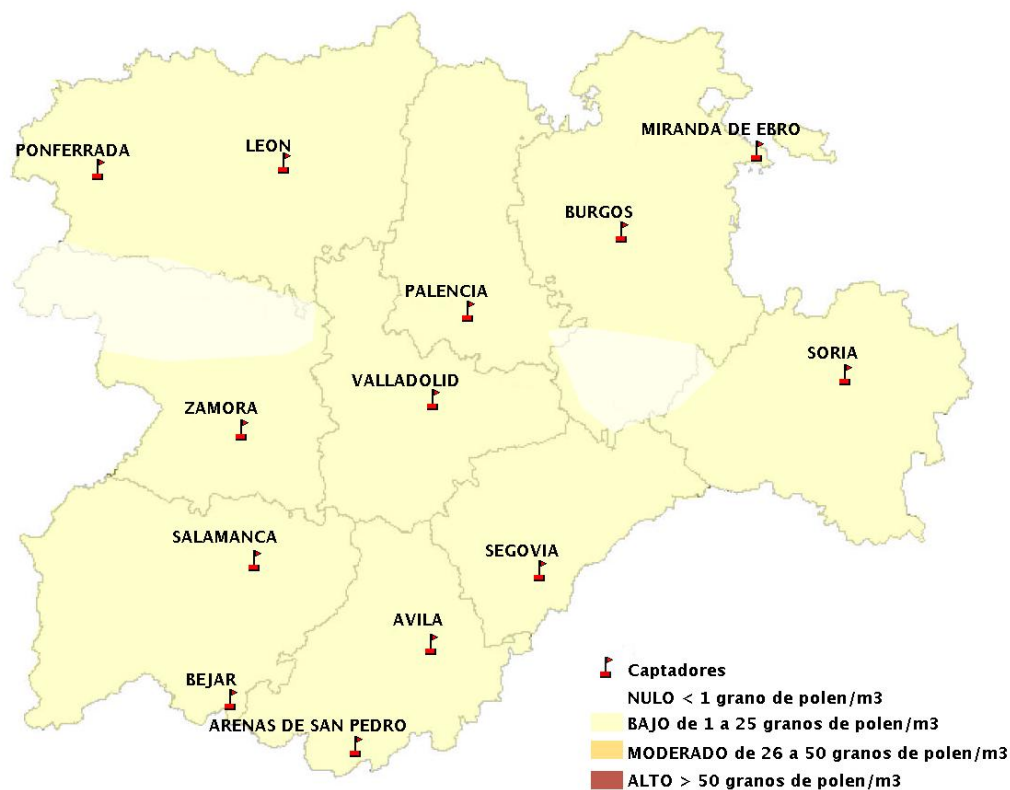 MIRANDA DE EBRO
PONFERRADA
LEON
BURGOS
PALENCIA
SORIA
VALLADOLID
ZAMORA
SALAMANCA
SEGOVIA
AVILA
BEJAR
ARENAS DE SAN PEDRO
Captadores
NULO < 1 grano de polen/m3
BAJO de 1 a 25 granos de polen/m3
MODERADO de 26 a 50 granos de polen/m3
ALTO > 50 granos de polen/m3